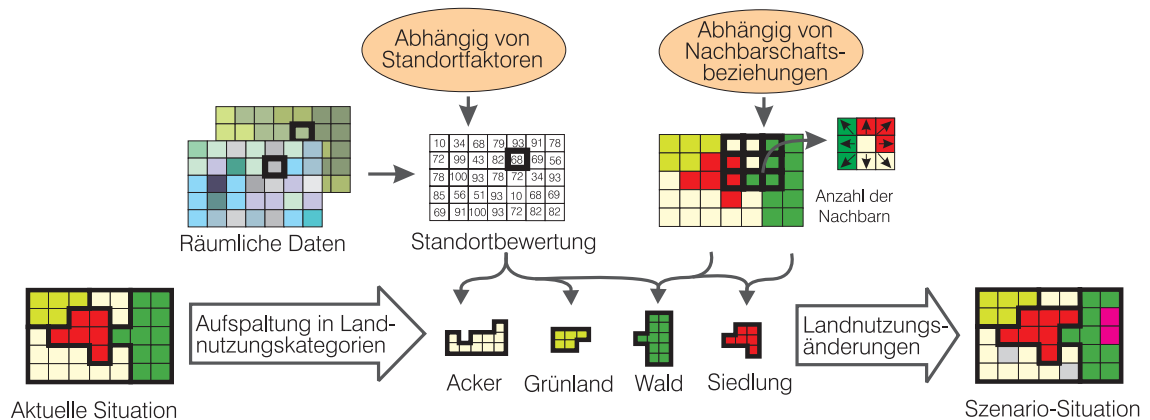 Abhängig von
Standortfaktoren
Abhängig von
Nachbarschafts-
beziehungen
10 34 68 79 93 91 78
72 99 43 82 68 69 56
78 100 93 78 72 34 93
85 56 51 93 10 68 69
69 91 100 93 72 82 82
Anzahl der
Nachbarn
Räumliche Daten
Standortbewertung
Aufspaltung in Land-
nutzungskategorien
Landnutzungs-
änderungen
Acker
Grünland
Wald
Siedlung
Aktuelle Situation
Szenario-Situation